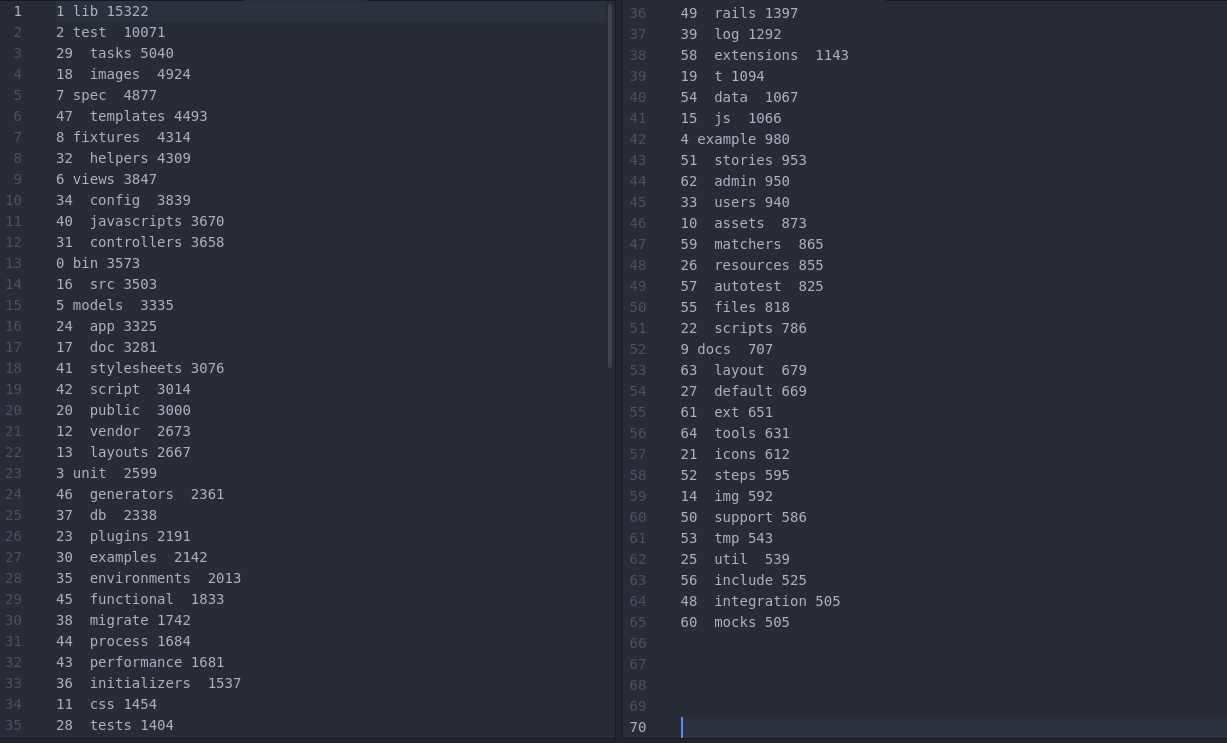 1 1 lib 15322
2 2 test 10071
3 29 tasks 5040
4 18 images 4924
5 7 spec 4877
6 47 templates 4493
7 8 fixtures 4314
8 32 helpers 4309
9 6 views 3847
10 34 config 3839
11 40 javascripts 3670
12 31 controllers 3658
13 0 bin 3573
14 16 src 3503
15 5 models 3335
16 24 app 3325
17 17 doc 3281
18 41 stylesheets 3076
19 42 script 3014
20 20 public 3000
21 12 vendor 2673
22 13 layouts 2667
23 3 unit 2599
24 46 generators 2361
25 37 db 2338
26 23 plugins 2191
27 30 examples 2142
28 35 environments 2013
29 45 functional 1833
30 38 migrate 1742
31 44 process 1684
32 43 performance 1681
33 36 initializers 1537
34 11 css 1454
35 28 tests 1404
36 49 rails 1397
37 39 log 1292
38 58 extensions 1143
39 19 t 1094
40 54 data 1067
41 15 js 1066
42 4 example 980
43 51 stories 953
44 62 admin 950
45 33 users 940
46 10 assets 873
47 59 matchers 865
48 26 resources 855
49 57 autotest 825
50 55 files 818
51 22 scripts 786
52 9 docs 707
53 63 layout 679
54 27 default 669
55 61 ext 651
56 64 tools 631
57 21 icons 612
58 52 steps 595
59 14 img 592
60 50 support 586
61 53 tmp 543
62 25 util 539
63 56 include 525
64 48 integration 505
65 60 mocks 505
66
67
68
69
70